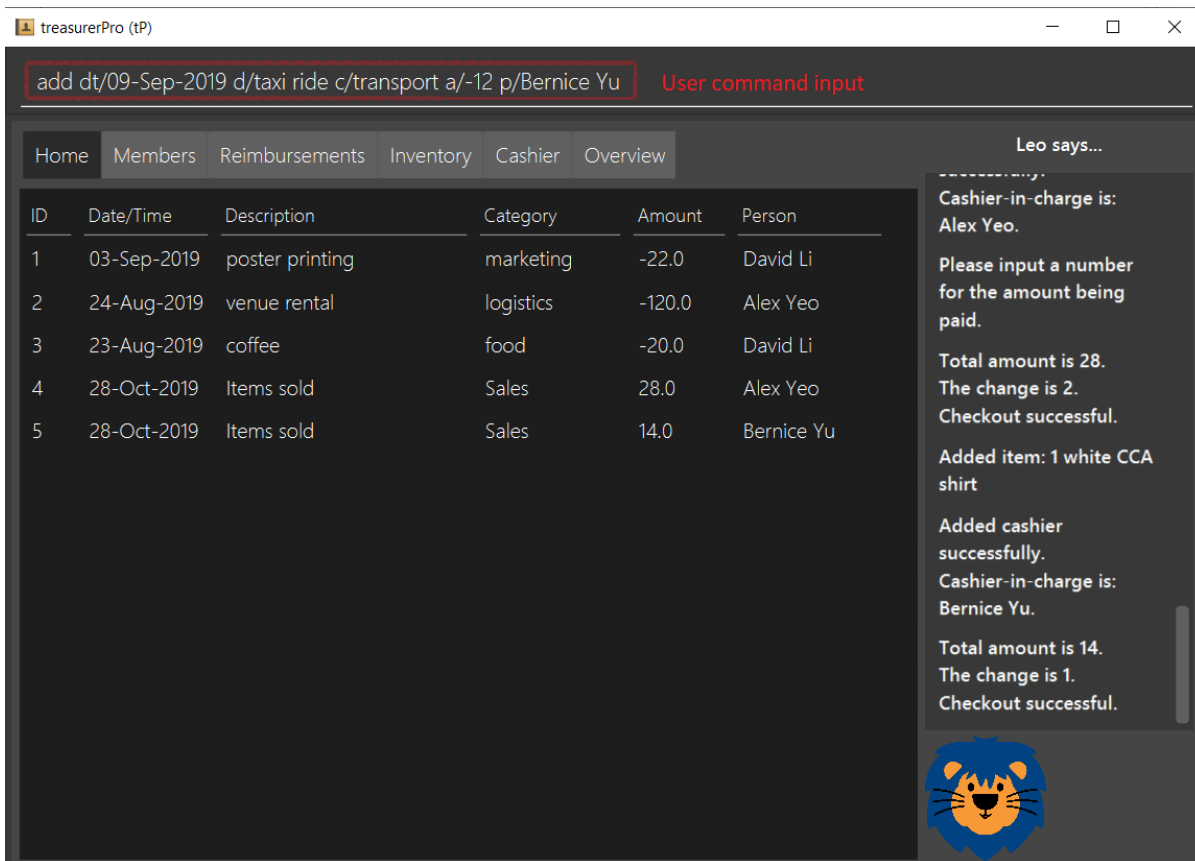 treasurerPro (tP)
add dt/09-Sep-2019 d/taxi ride c/transport a/-12 p/Bernice Yu User command input
Home Members Reimbursements Inventory Cashier Overview
ID Date/Time Description Category Amount Person
1 03-Sep-2019 poster printing marketing -22.0 David Li
2 24-Aug-2019 venue rental logistics -120.0 Alex Yeo
3 23-Aug-2019 coffee food -20.0 David Li
4 28-Oct-2019 Items sold Sales 28.0 Alex Yeo
5 28-Oct-2019 Items sold Sales 14.0 Bernice Yu
Leo says...
Cashier-in-charge is:
Alex Yeo.
Please input a number
for the amount being
paid.
Total amount is 28.
The change is 2.
Checkout successful.
Added item: 1 white CCA
shirt
Added cashier
successfully.
Cashier-in-charge is:
Bernice Yu.
Total amount is 14.
The change is 1.
Checkout successful.